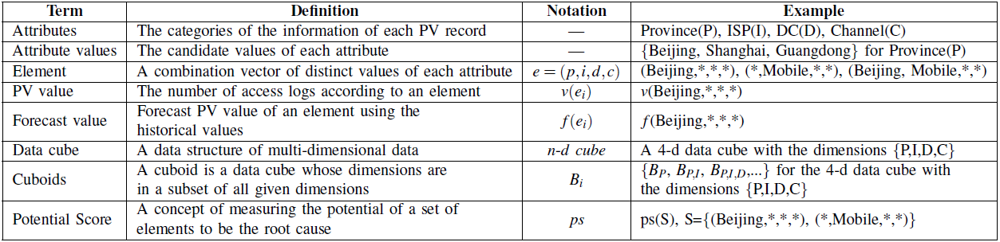 Term Definition Notation Example
Attributes The categories of the information of each PV record — Province(P), ISP(I), DC(D), Channel(C)
Attribute values The candidate values of each attribute — {Beijing, Shanghai, Guangdong} for Province(P)
Element A combination vector of distinct values of each attribute e = (p,i,d,c) (Beijing,*,*,*), (*,Mobile,*,*), (Beijing, Mobile,*,*)
PV value The number of access logs according to an element v(eᵢ) v(Beijing,*,*,*)
Forecast value Forecast PV value of an element using the
historical values f(eᵢ) f(Beijing,*,*,*)
Data cube A data structure of multi-dimensional data n-d cube A 4-d data cube with the dimensions {P,I,D,C}
Cuboids A cuboid is a data cube whose dimensions are
in a subset of all given dimensions Bᵢ {B_P, B_{P,I}, B_{P,I,D},...} for the 4-d data cube with
the dimensions {P,I,D,C}
Potential Score A concept of measuring the potential of a set of
elements to be the root cause ps ps(S), S={(Beijing,*,*,*), (*,Mobile,*,*)}